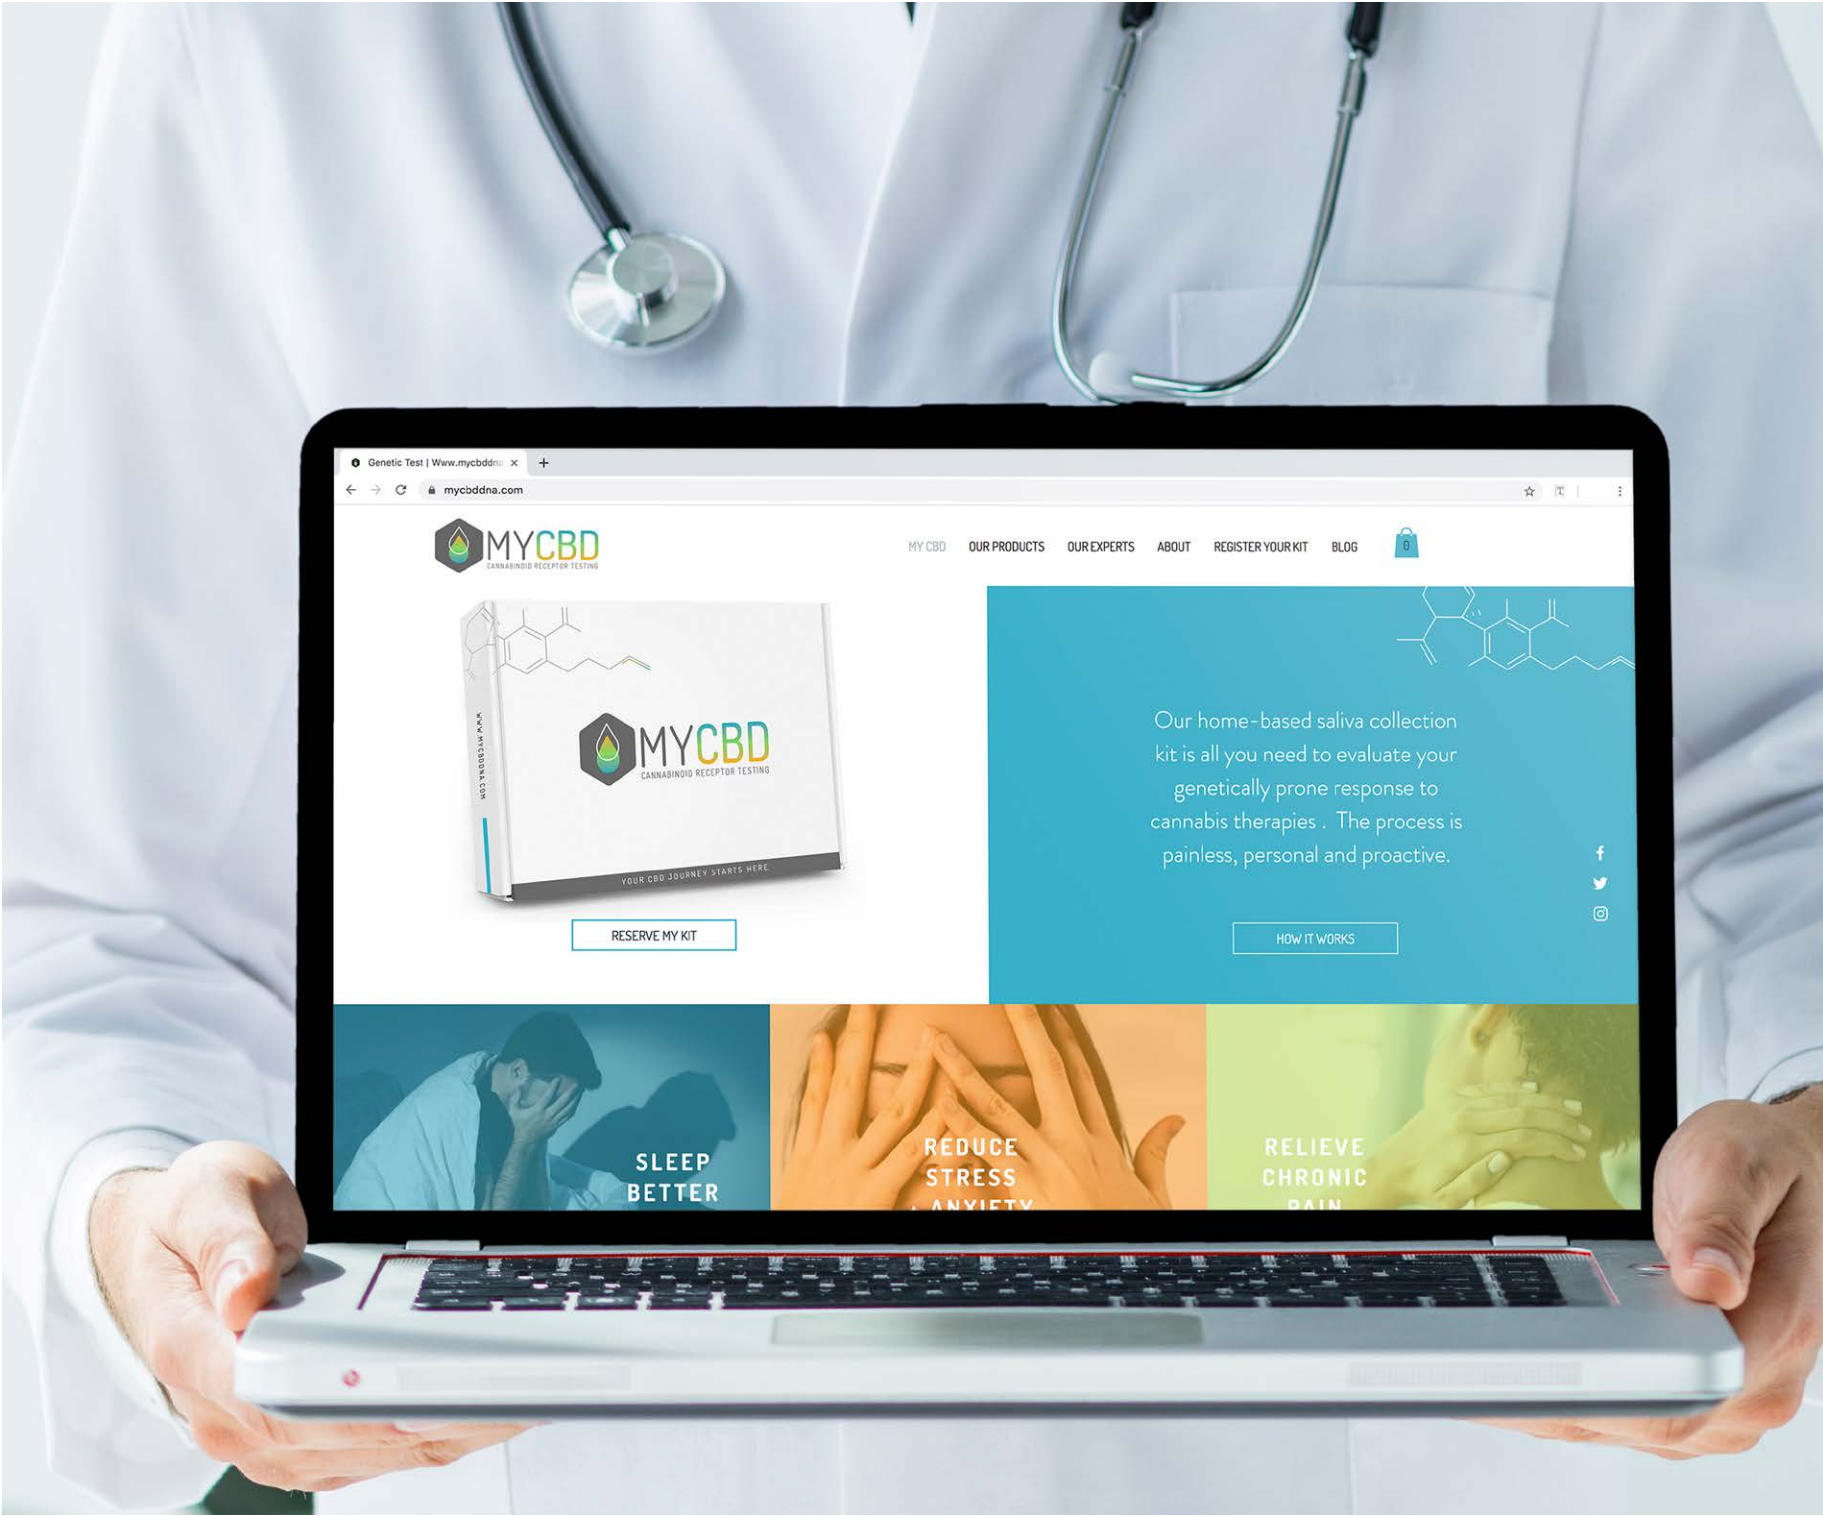 Genetic Test | Www.mycbddn
mycbddna.com
MYCBD
CANNABINOID RECEPTOR TESTING
MY CBD
OUR PRODUCTS
OUR EXPERTS
ABOUT
REGISTER YOUR KIT
BLOG
0
WWW.MYCBDDNA.COM
MYCBD
CANNABINOID RECEPTOR TESTING
YOUR CBD JOURNEY STARTS HERE
RESERVE MY KIT
Our home-based saliva collection
kit is all you need to evaluate your
genetically prone response to
cannabis therapies . The process is
painless, personal and proactive.
HOW IT WORKS
SLEEP
BETTER
REDUCE
STRESS
+ ANXIETY
RELIEVE
CHRONIC
PAIN